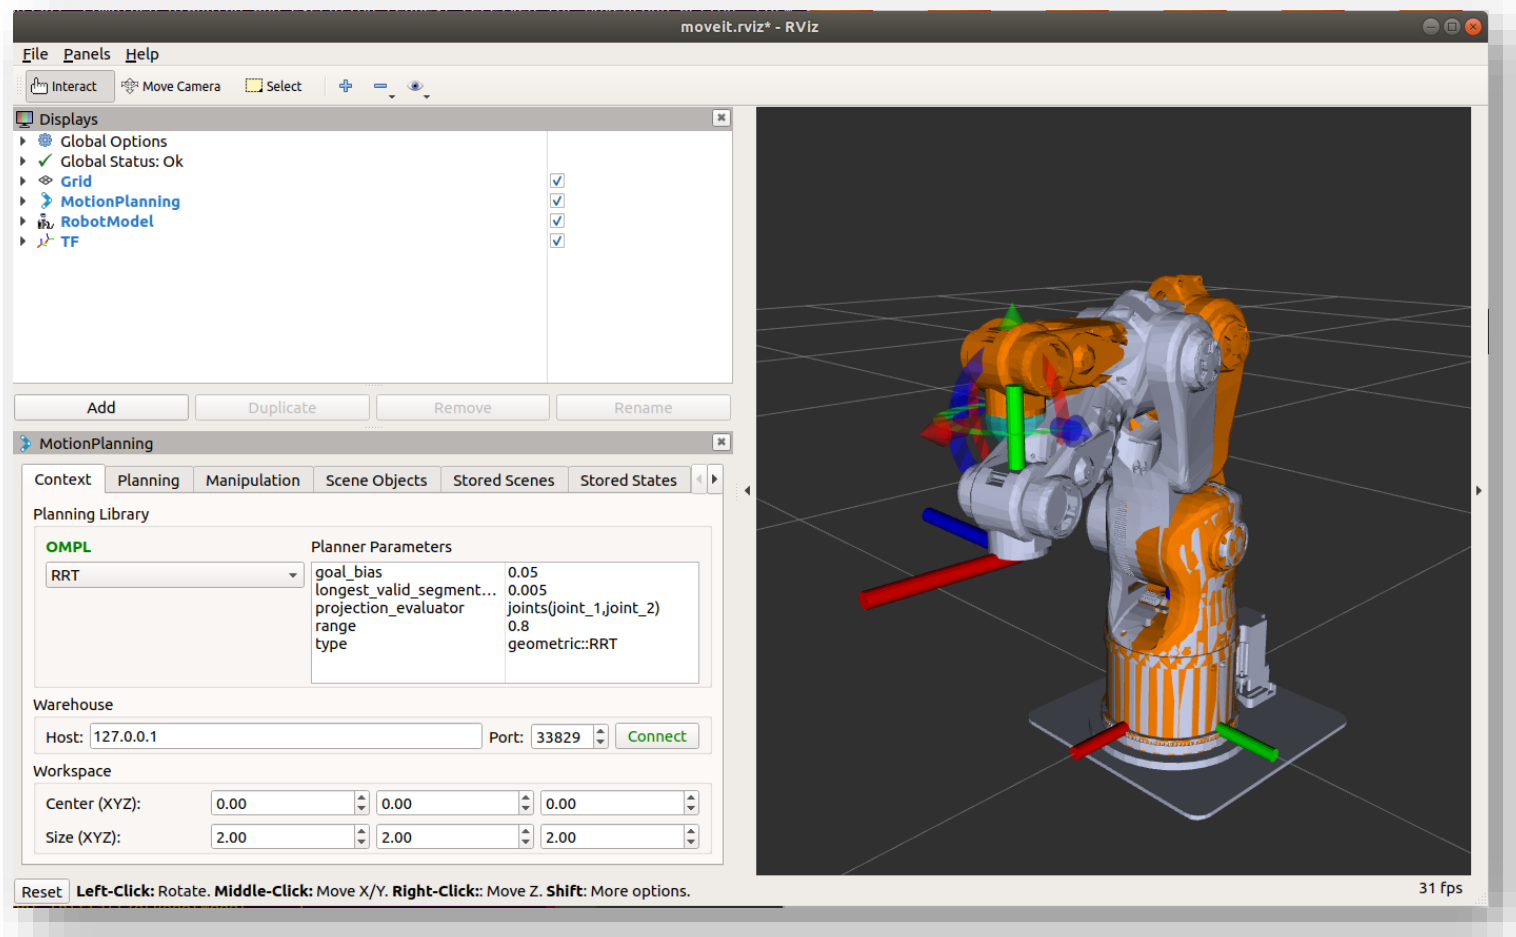 moveit.rviz* - RViz
File Panels Help
Interact Move Camera Select
Displays
Global Options
Global Status: Ok
Grid
MotionPlanning
RobotModel
TF
Add Duplicate Remove Rename
MotionPlanning
Context Planning Manipulation Scene Objects Stored Scenes Stored States
Planning Library
OMPL Planner Parameters
RRT
goal_bias 0.05
longest_valid_segment... 0.005
projection_evaluator joints(joint_1,joint_2)
range 0.8
type geometric::RRT
Warehouse
Host: 127.0.0.1 Port: 33829 Connect
Workspace
Center (XYZ): 0.00 0.00 0.00
Size (XYZ): 2.00 2.00 2.00
Reset Left-Click: Rotate. Middle-Click: Move X/Y. Right-Click:: Move Z. Shift: More options. 31 fps